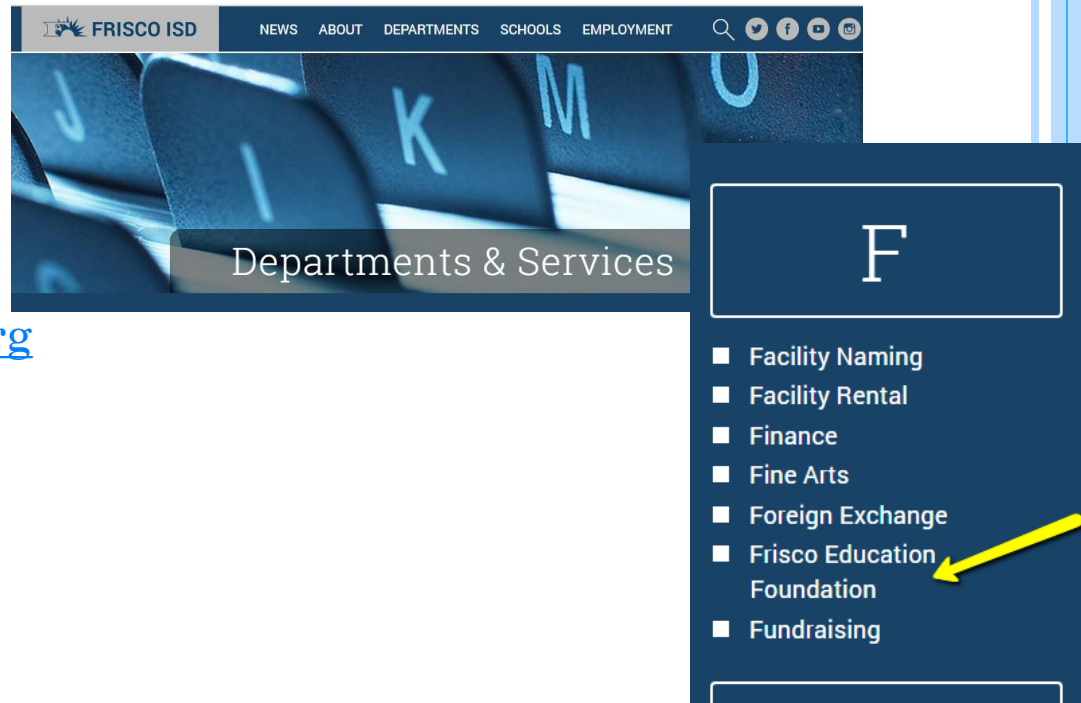 FRISCO ISD NEWS ABOUT DEPARTMENTS SCHOOLS EMPLOYMENT
J I K M O
Departments & Services
rg
F
Facility Naming
Facility Rental
Finance
Fine Arts
Foreign Exchange
Frisco Education
Foundation
Fundraising